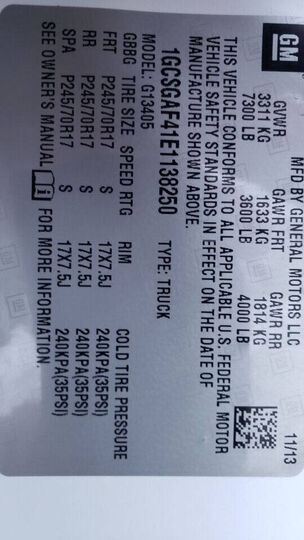 GM
MFD BY GENERAL MOTORS LLC 11/13
GVWR GAWR FRT GAWR RR
3311 KG 1633 KG 1814 KG
7300 LB 3600 LB 4000 LB
THIS VEHICLE CONFORMS TO ALL APPLICABLE U.S. FEDERAL MOTOR
VEHICLE SAFETY STANDARDS IN EFFECT ON THE DATE OF
MANUFACTURE SHOWN ABOVE.
1GCSGAF41E1138250 TYPE: TRUCK
MODEL: G13405
GBBG TIRE SIZE SPEED RTG RIM COLD TIRE PRESSURE
FRT P245/70R17 S 17X7.5J 240KPA(35PSI)
RR P245/70R17 S 17X7.5J 240KPA(35PSI)
SPA P245/70R17 S 17X7.5J 240KPA(35PSI)
SEE OWNER'S MANUAL FOR MORE INFORMATION.